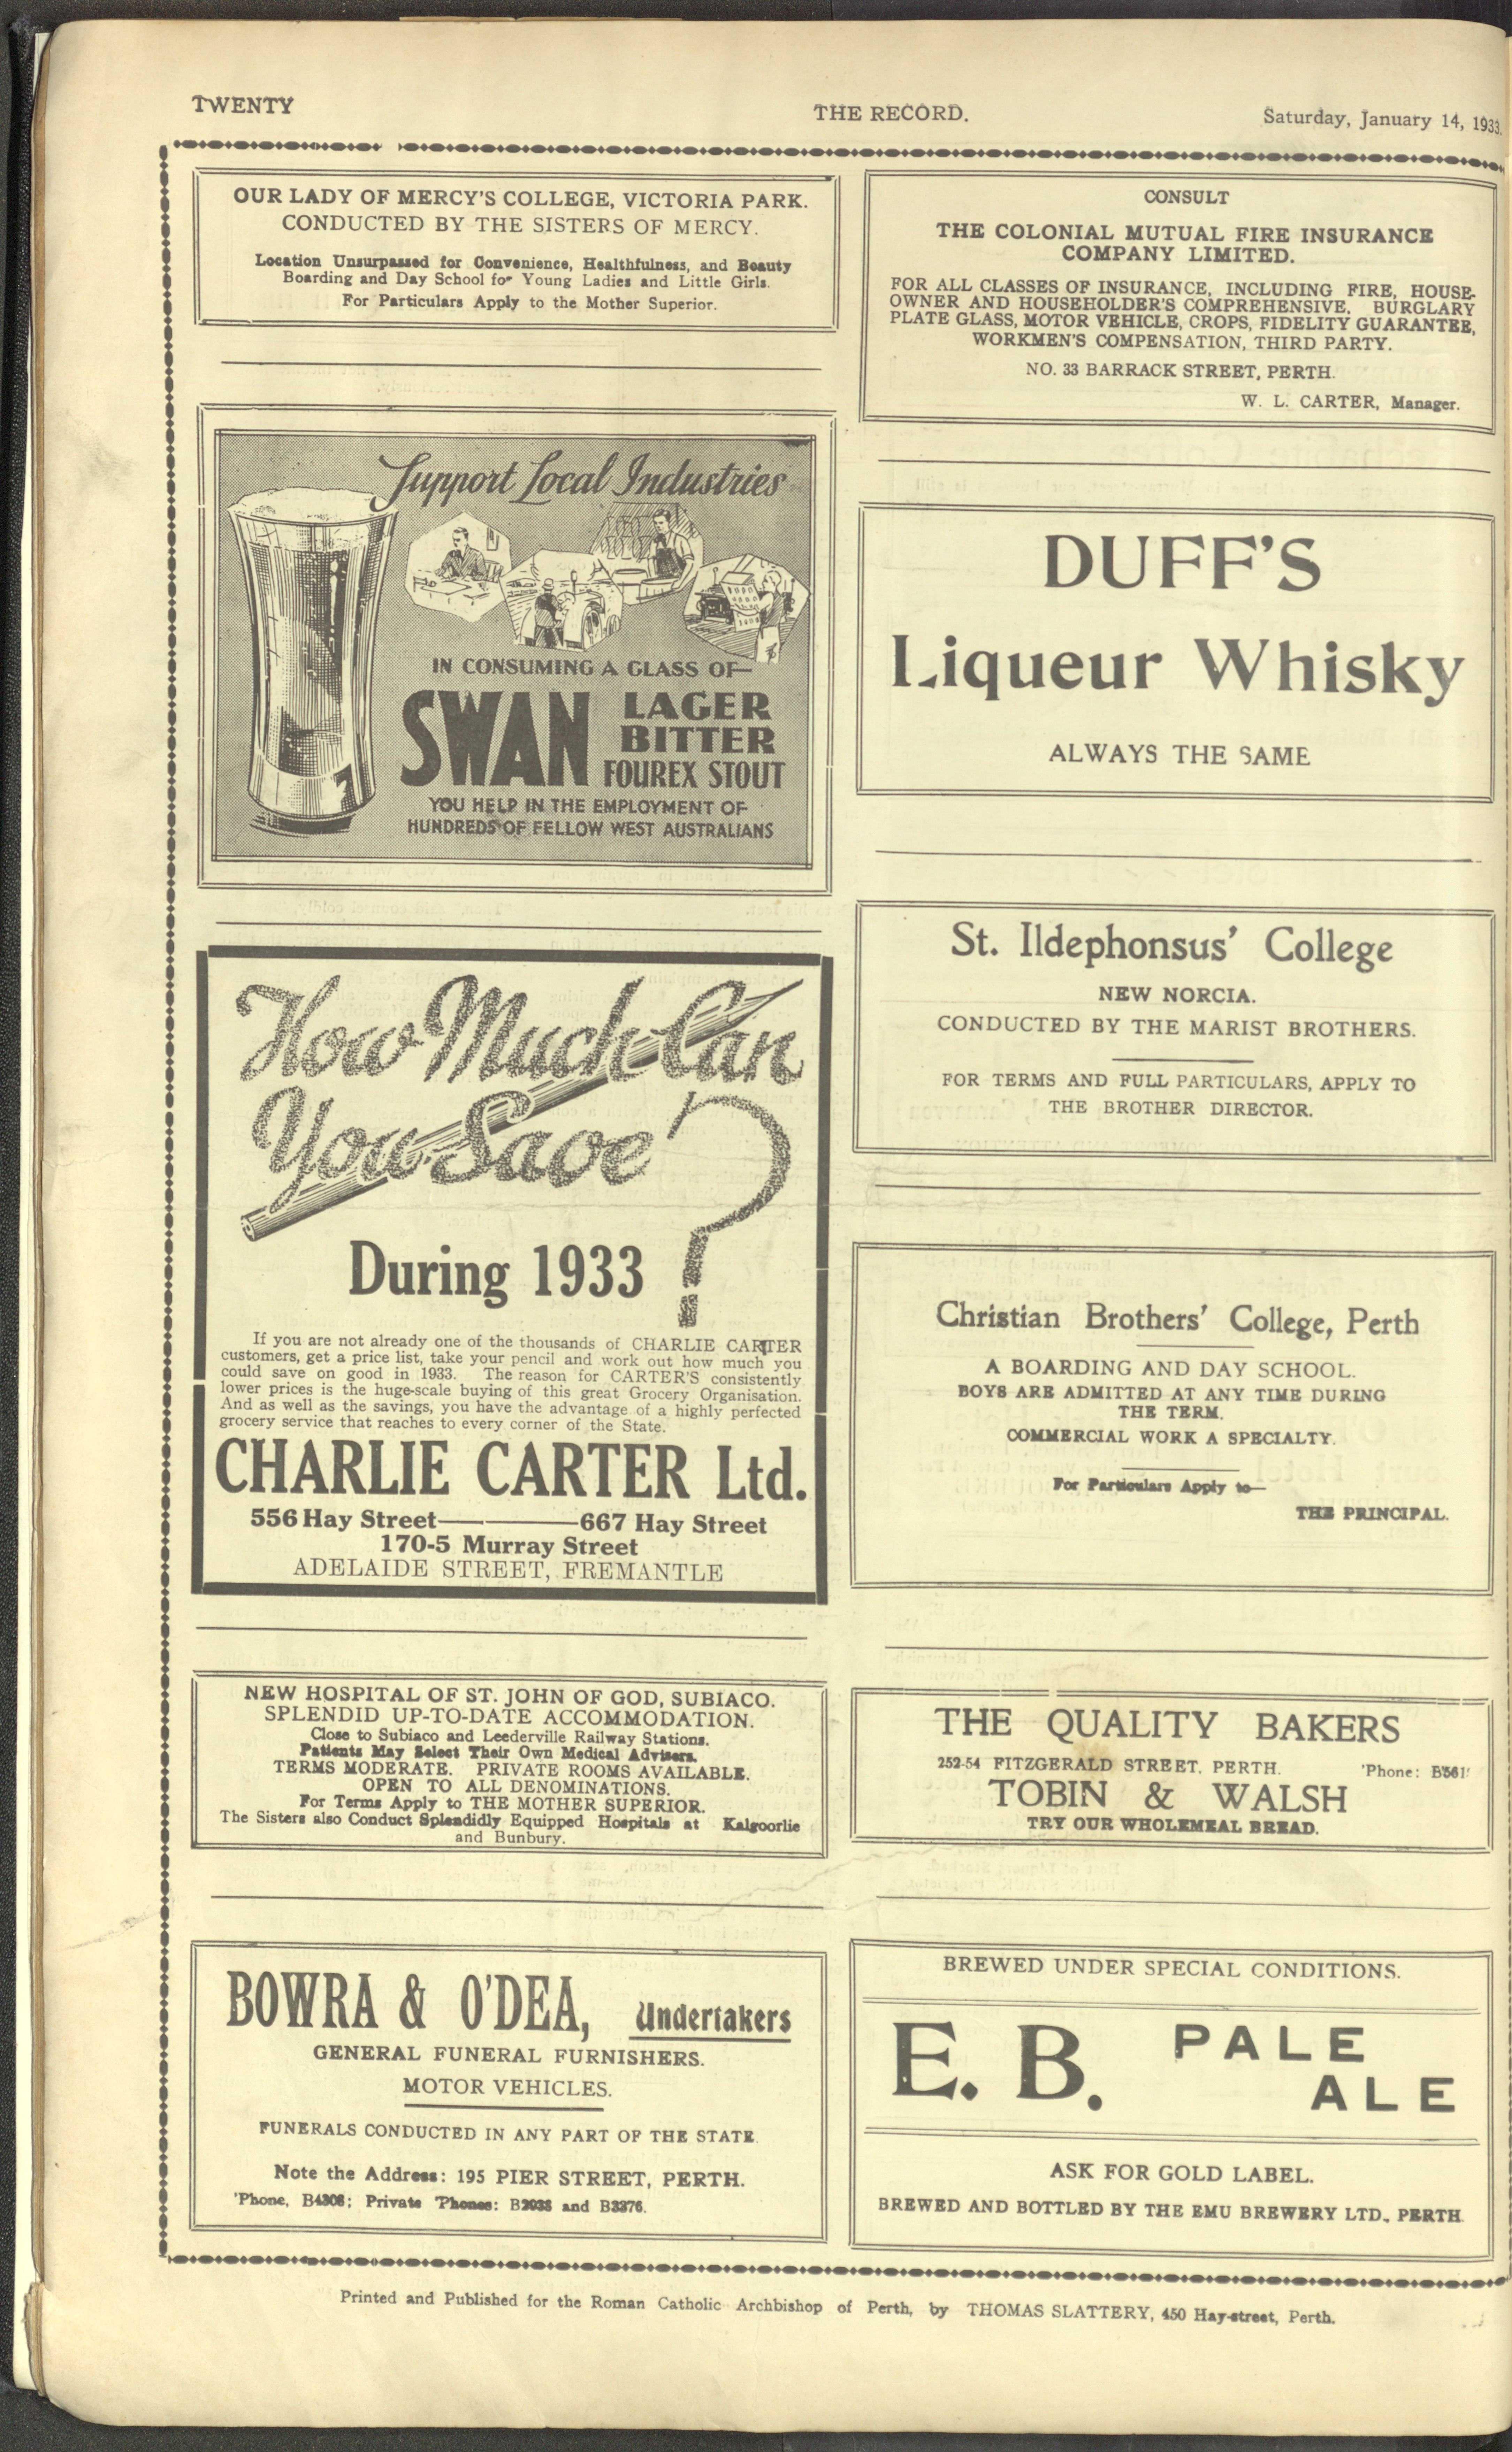 TWENTY
THE RECORD.
Saturday, January 14, 1933.
OUR LADY OF MERCY'S COLLEGE, VICTORIA PARK.
CONDUCTED BY THE SISTERS OF MERCY.
Location Unsurpassed for Convenience, Healthfulness, and Beauty
Boarding and Day School for Young Ladies and Little Girls.
For Particulars Apply to the Mother Superior.
Support Local Industries
IN CONSUMING A GLASS OF—
SWAN LAGER
BITTER
FOUREX STOUT
YOU HELP IN THE EMPLOYMENT OF
HUNDREDS OF FELLOW WEST AUSTRALIANS
How Much Can
You Save?
During 1933
If you are not already one of the thousands of CHARLIE CARTER
customers, get a price list, take your pencil and work out how much you
could save on good in 1933. The reason for CARTER'S consistently
lower prices is the huge-scale buying of this great Grocery Organisation.
And as well as the savings, you have the advantage of a highly perfected
grocery service that reaches to every corner of the State.
CHARLIE CARTER Ltd.
556 Hay Street————667 Hay Street
170-5 Murray Street
ADELAIDE STREET, FREMANTLE
NEW HOSPITAL OF ST. JOHN OF GOD, SUBIACO.
SPLENDID UP-TO-DATE ACCOMMODATION.
Close to Subiaco and Leederville Railway Stations.
Patients May Select Their Own Medical Advisers.
TERMS MODERATE. PRIVATE ROOMS AVAILABLE.
OPEN TO ALL DENOMINATIONS.
For Terms Apply to THE MOTHER SUPERIOR.
The Sisters also Conduct Splendidly Equipped Hospitals at Kalgoorlie
and Bunbury.
BOWRA & O'DEA, Undertakers
GENERAL FUNERAL FURNISHERS.
MOTOR VEHICLES.
FUNERALS CONDUCTED IN ANY PART OF THE STATE.
Note the Address: 195 PIER STREET, PERTH.
'Phone, B4308; Private 'Phones: B2938 and B3376.
CONSULT
THE COLONIAL MUTUAL FIRE INSURANCE
COMPANY LIMITED.
FOR ALL CLASSES OF INSURANCE, INCLUDING FIRE, HOUSE-
OWNER AND HOUSEHOLDER'S COMPREHENSIVE, BURGLARY
PLATE GLASS, MOTOR VEHICLE, CROPS, FIDELITY GUARANTEE,
WORKMEN'S COMPENSATION, THIRD PARTY.
NO. 33 BARRACK STREET, PERTH.
W. L. CARTER, Manager.
DUFF'S
Liqueur Whisky
ALWAYS THE SAME
St. Ildephonsus' College
NEW NORCIA.
CONDUCTED BY THE MARIST BROTHERS.
FOR TERMS AND FULL PARTICULARS, APPLY TO
THE BROTHER DIRECTOR.
Christian Brothers' College, Perth
A BOARDING AND DAY SCHOOL.
BOYS ARE ADMITTED AT ANY TIME DURING
THE TERM.
COMMERCIAL WORK A SPECIALTY.
For Particulars Apply to—
THE PRINCIPAL.
THE QUALITY BAKERS
252-54 FITZGERALD STREET, PERTH. 'Phone:
TOBIN & WALSH
TRY OUR WHOLEMEAL BREAD.
BREWED UNDER SPECIAL CONDITIONS.
E. B. PALE
ALE
ASK FOR GOLD LABEL.
BREWED AND BOTTLED BY THE EMU BREWERY LTD., PERTH.
Printed and Published for the Roman Catholic Archbishop of Perth, by THOMAS SLATTERY, 450 Hay-street, Perth.